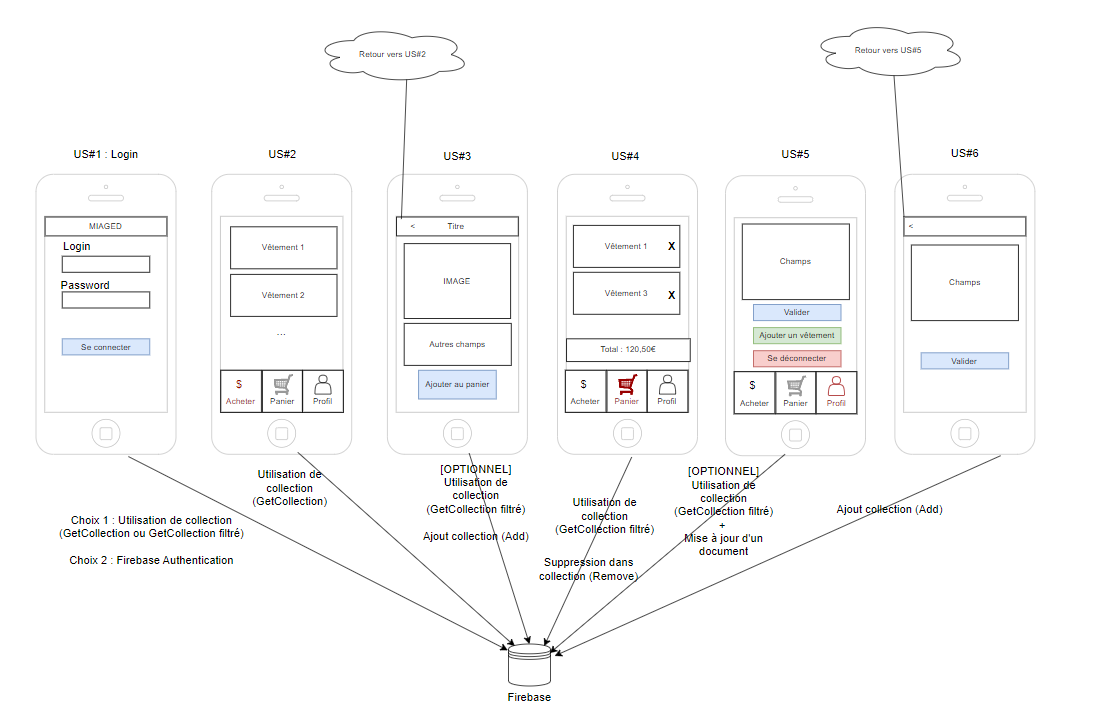 Retour vers US#2
Retour vers US#5
US#1 : Login
US#2
US#3
US#4
US#5
US#6
MIAGED
Login
Password
Se connecter
Vêtement 1
Vêtement 2
...
$
Acheter
Panier
Profil
<
Titre
IMAGE
Autres champs
Ajouter au panier
Vêtement 1
X
Vêtement 3
X
Total : 120,50€
$
Acheter
Panier
Profil
Champs
Valider
Ajouter un vêtement
Se déconnecter
$
Acheter
Panier
Profil
<
Champs
Valider
Choix 1 : Utilisation de collection
(GetCollection ou GetCollection filtré)
Choix 2 : Firebase Authentication
Utilisation de
collection
(GetCollection)
[OPTIONNEL]
Utilisation de
collection
(GetCollection filtré)
Ajout collection (Add)
Utilisation de
collection
(GetCollection filtré)
Suppression dans
collection (Remove)
[OPTIONNEL]
Utilisation de
collection
(GetCollection filtré)
+
Mise à jour d'un
document
Ajout collection (Add)
Firebase